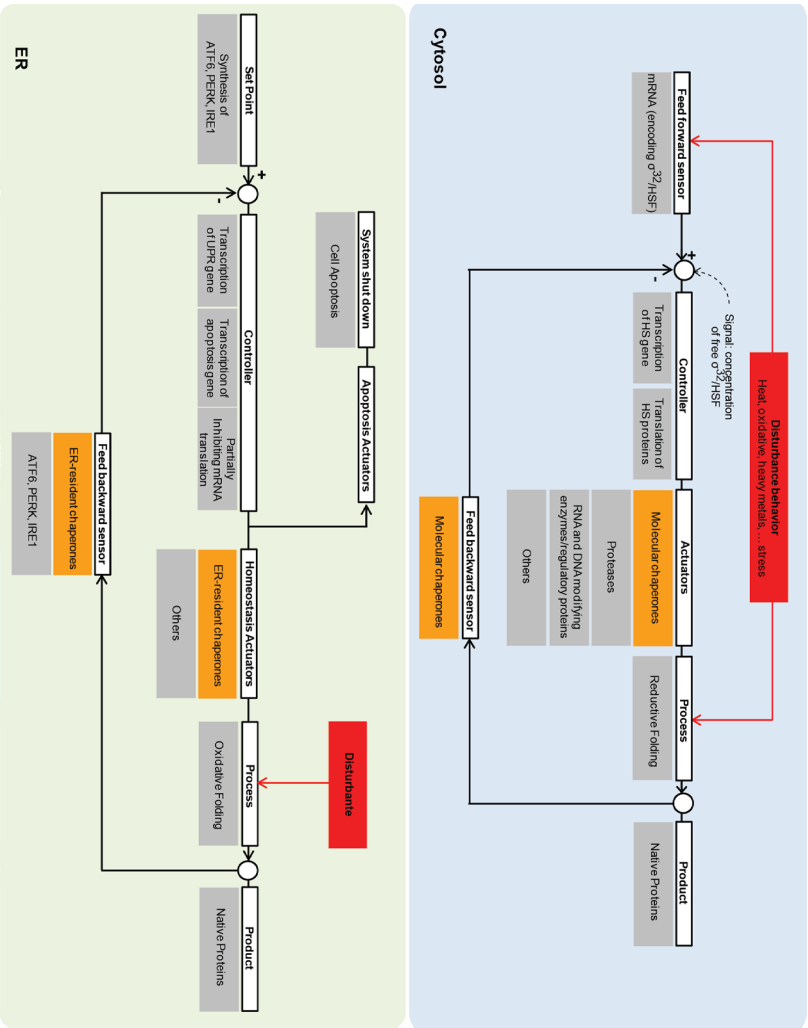 Cytosol
Disturbance behavior
Heat, oxidative, heavy metals, ... stress
Signal: concentration
of free σ32/HSF
Feed forward sensor
mRNA (encoding σ32/HSF)
+
-
Controller
Transcription
of HS gene
Translation of
HS proteins
Actuators
Molecular chaperones
Proteases
RNA and DNA modifying
enzymes/regulatory proteins
Others
Process
Reductive Folding
Product
Native Proteins
Feed backward sensor
Molecular chaperones
ER
System shut down
Cell Apoptosis
Apoptosis Actuators
Disturbante
Set Point
Synthesis of
ATF6, PERK, IRE1
+
-
Controller
Transcription
of UPR gene
Transcription of
apoptosis gene
Partially
Inhibiting mRNA
translation
Homeostasis Actuators
ER-resident chaperones
Others
Process
Oxidative Folding
Product
Native Proteins
Feed backward sensor
ER-resident chaperones
ATF6, PERK, IRE1